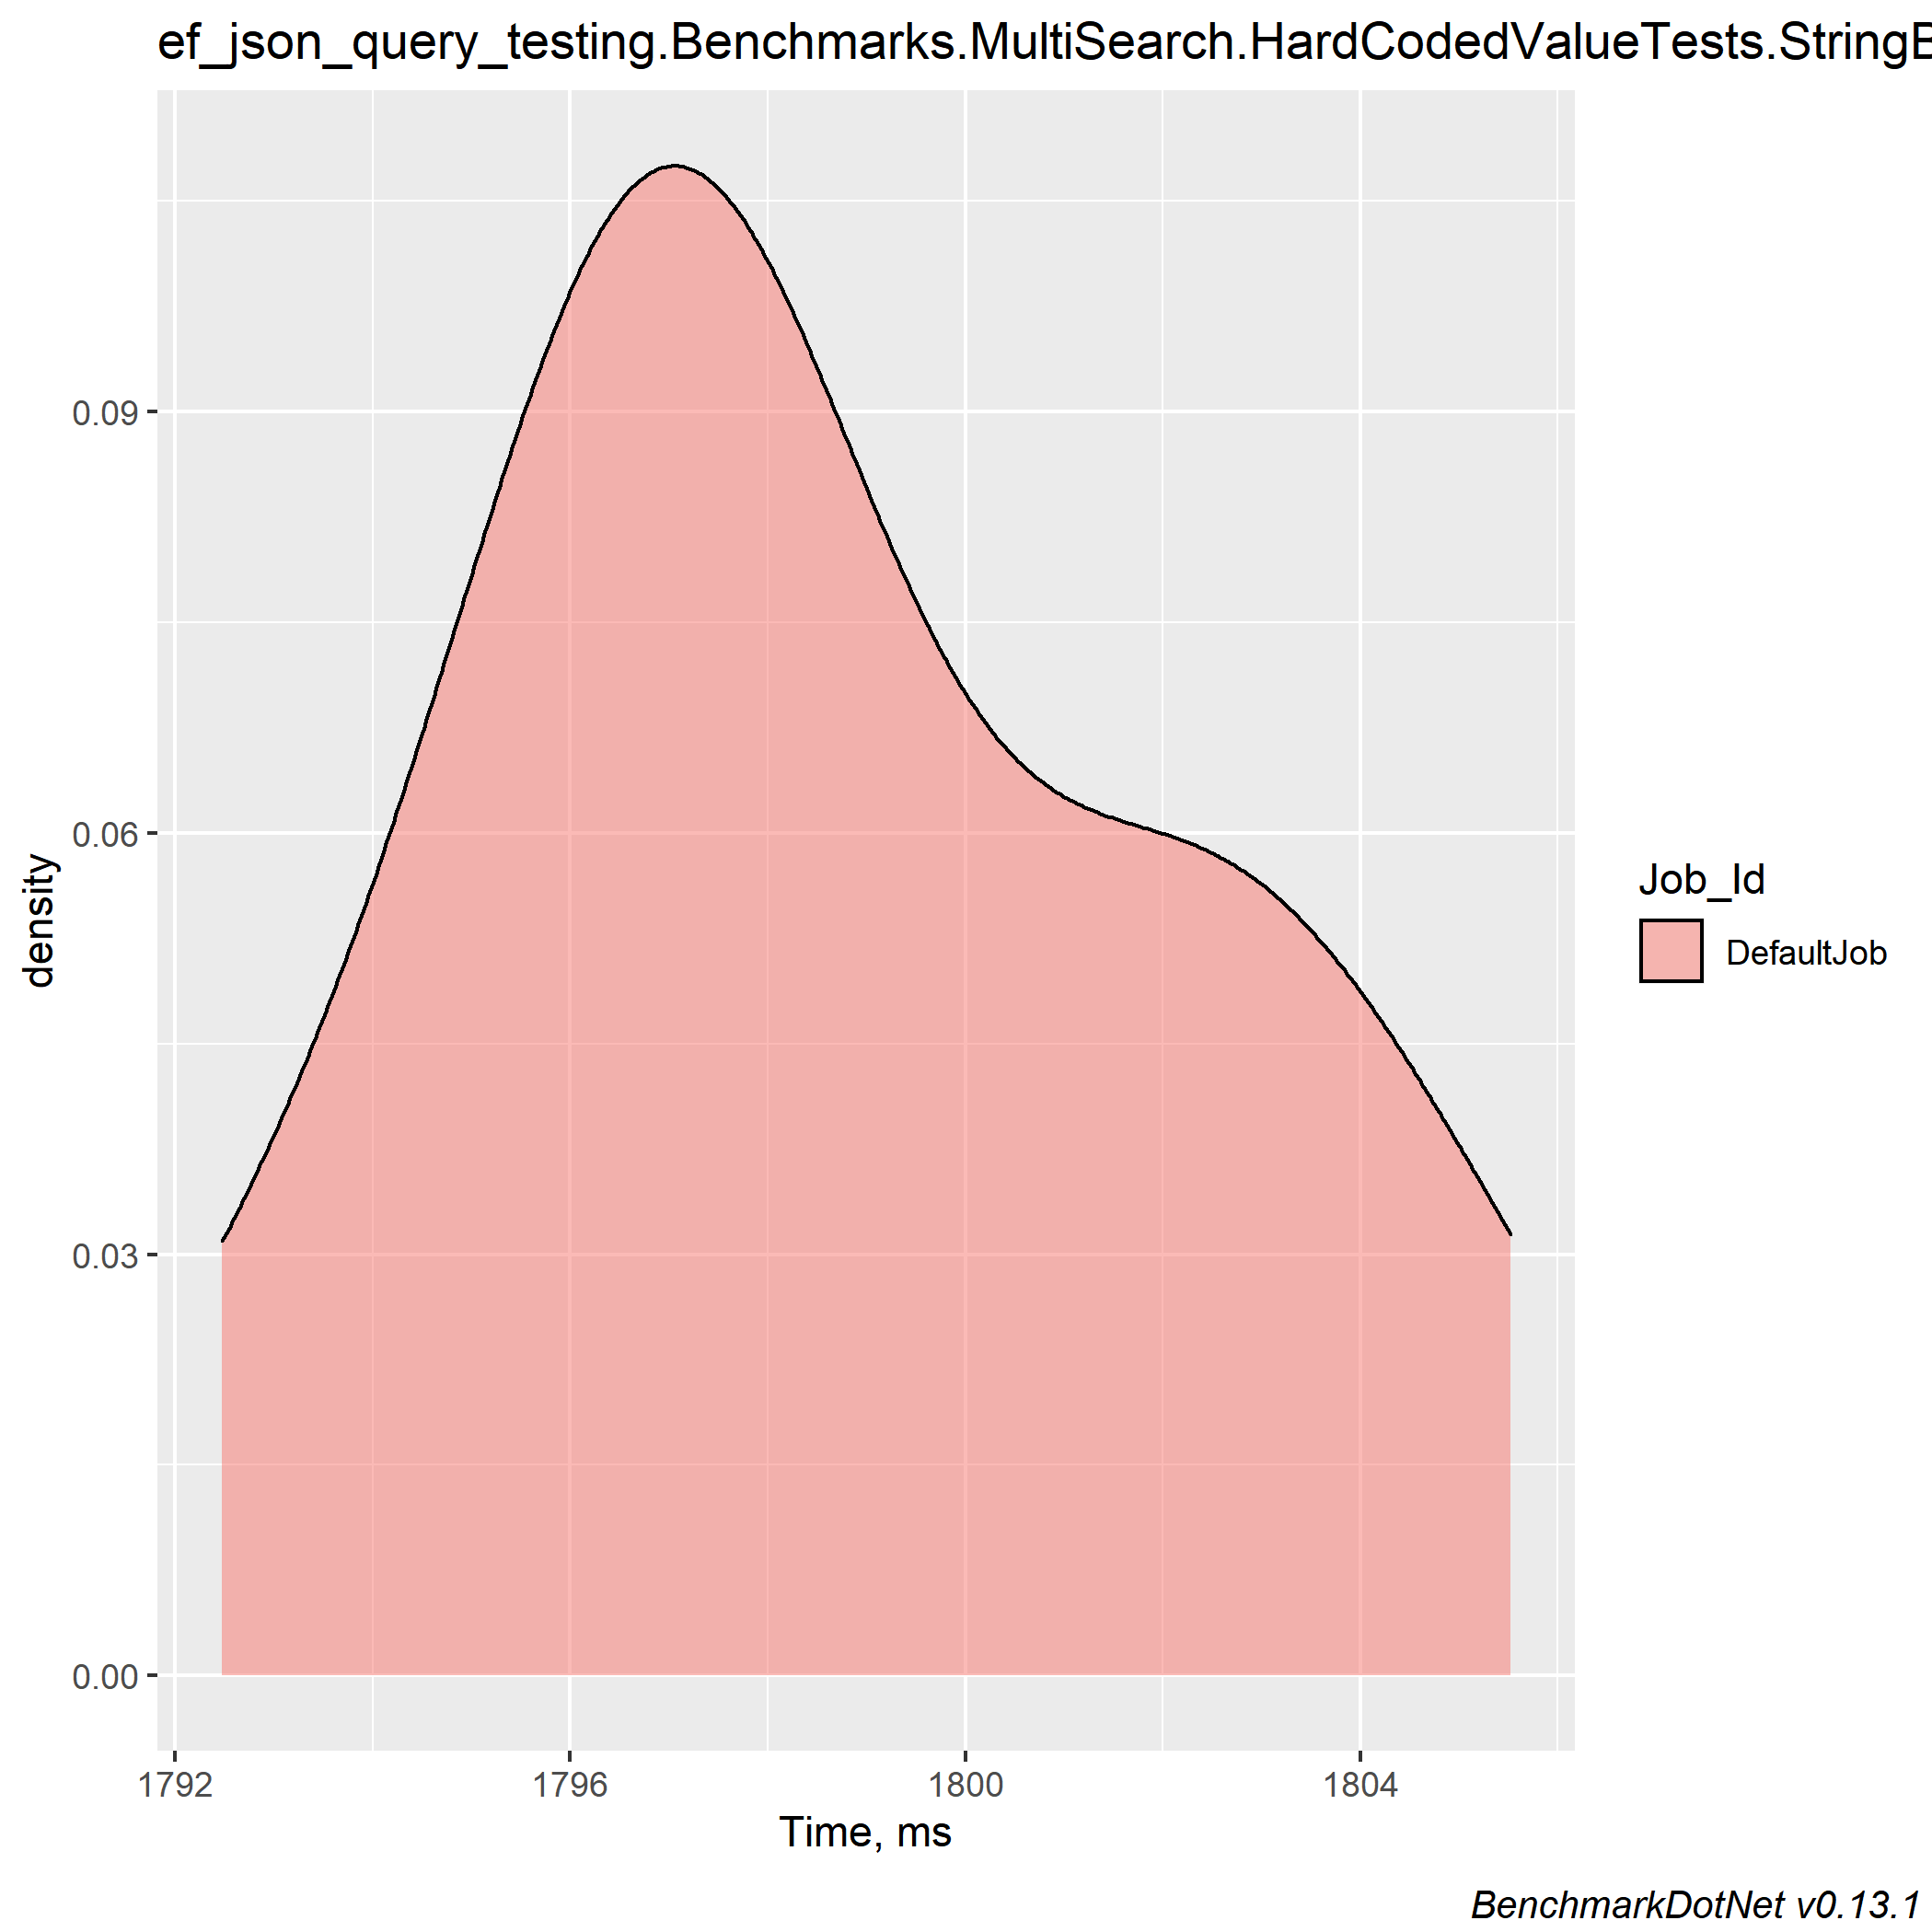 ef_json_query_testing.Benchmarks.MultiSearch.HardCodedValueTests.StringB
0.09
0.06
0.03
0.00
density
1792 1796 1800 1804
Time, ms
Job_Id
DefaultJob
BenchmarkDotNet v0.13.1